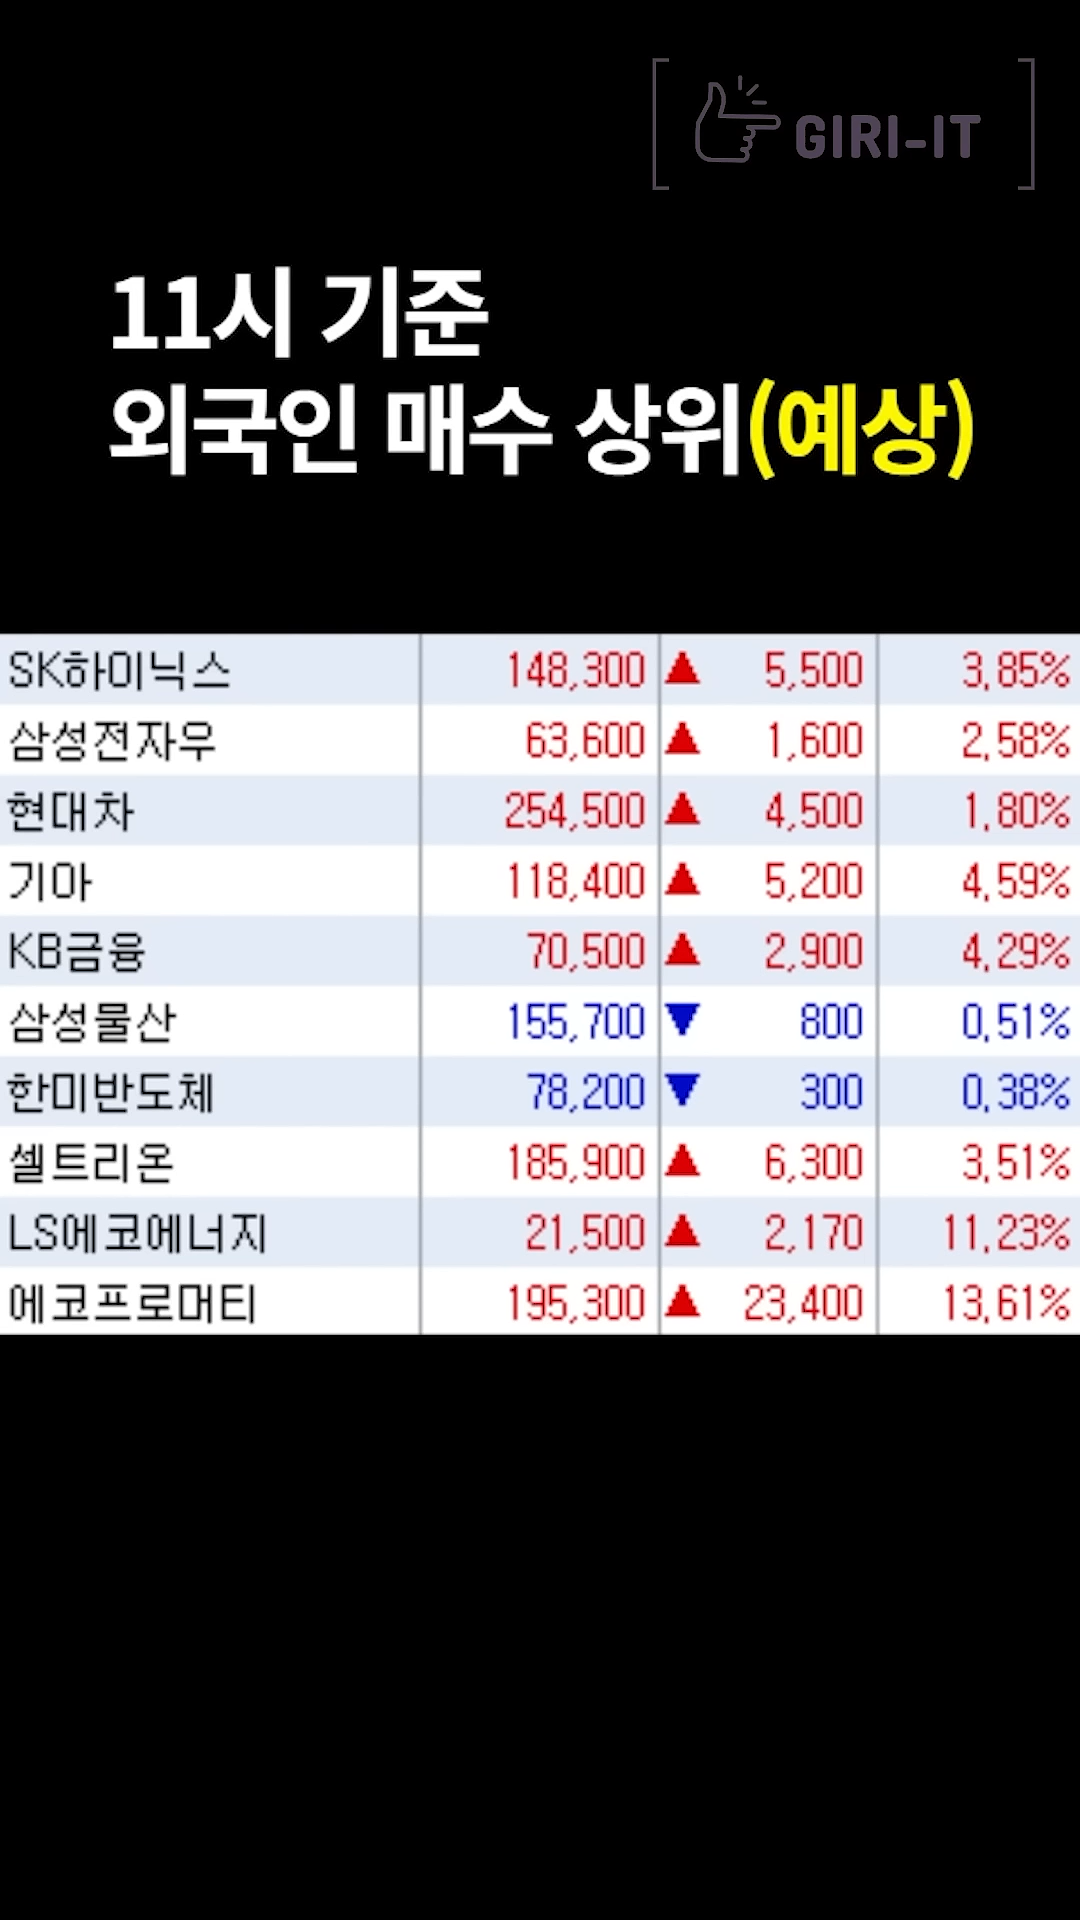 GIRI-IT
11시 기준
외국인 매수 상위(예상)
SK하이닉스 148,300 ▲ 5,500 3.85%
삼성전자우 63,600 ▲ 1,600 2.58%
현대차 254,500 ▲ 4,500 1.80%
기아 118,400 ▲ 5,200 4.59%
KB금융 70,500 ▲ 2,900 4.29%
삼성물산 155,700 ▼ 800 0.51%
한미반도체 78,200 ▼ 300 0.38%
셀트리온 185,900 ▲ 6,300 3.51%
LS에코에너지 21,500 ▲ 2,170 11.23%
에코프로머티 195,300 ▲ 23,400 13.61%